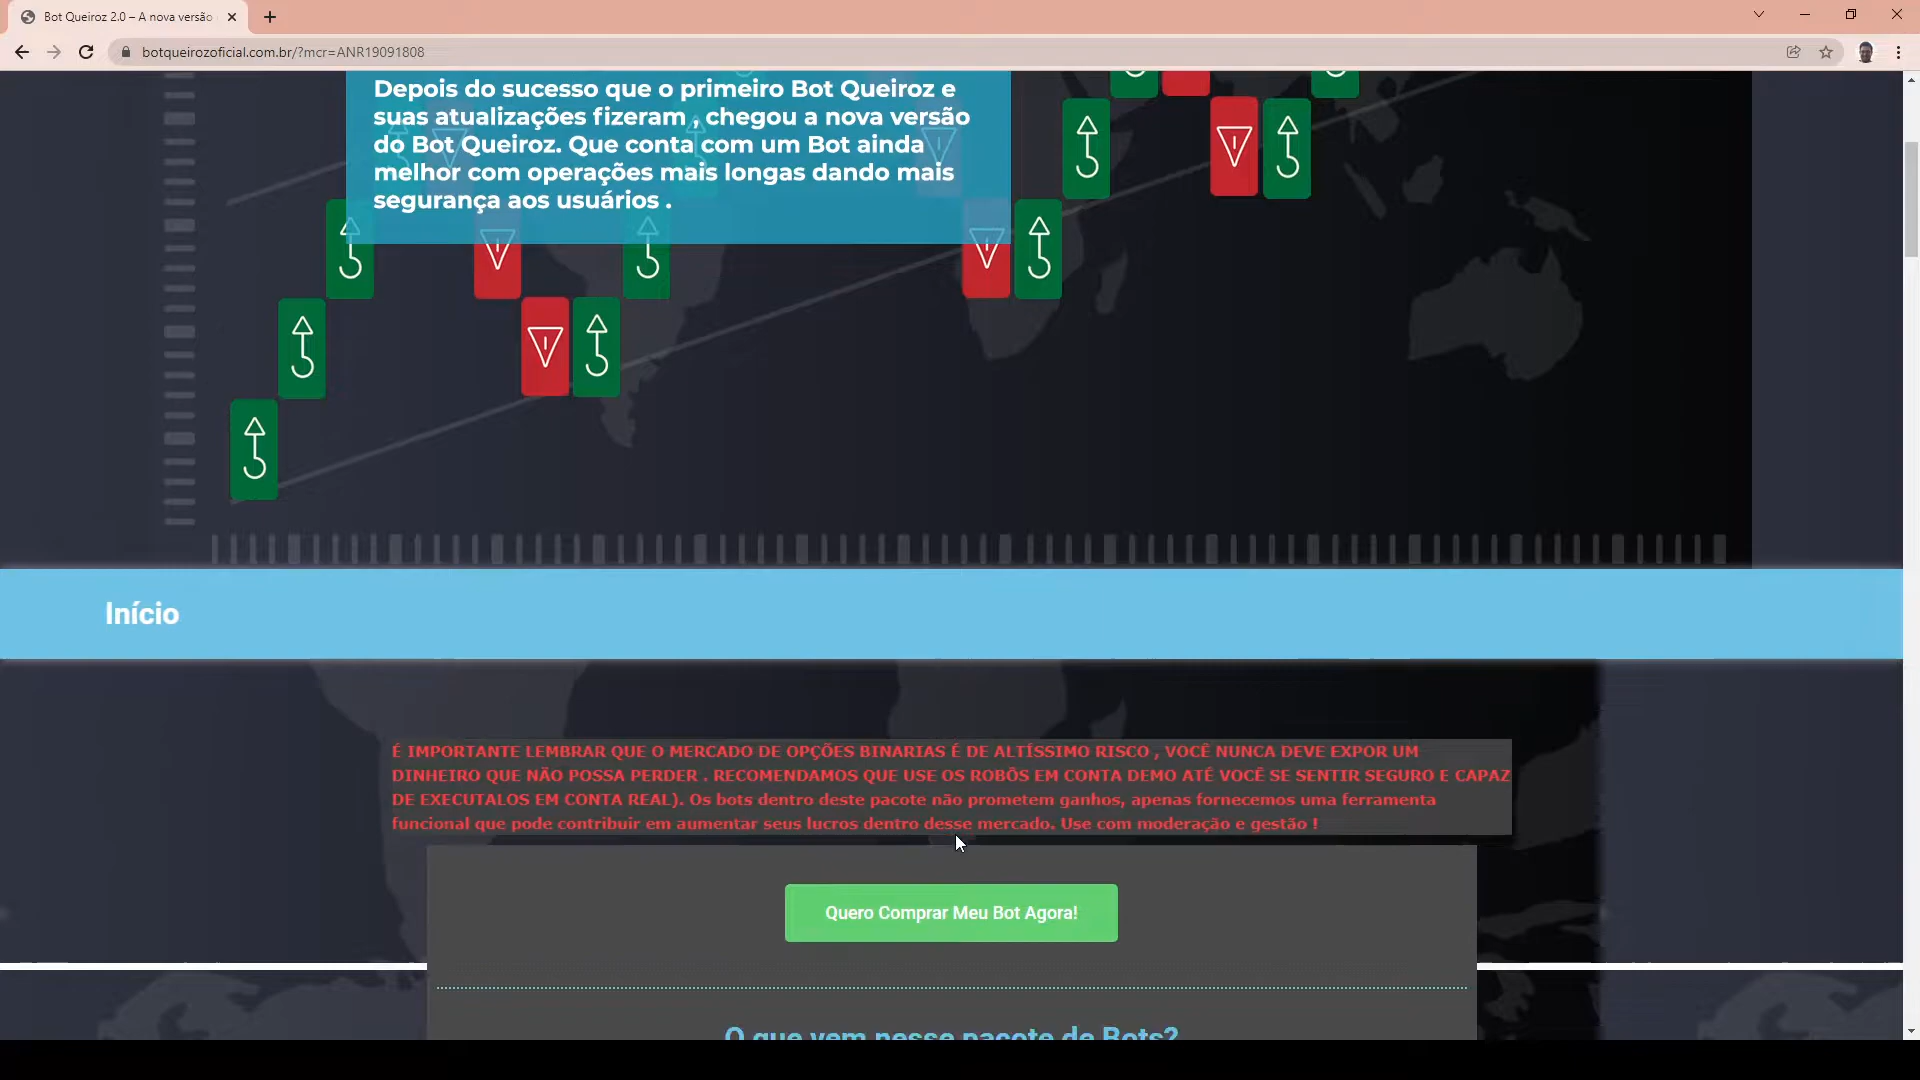 Bot Queiroz 2.0 – A nova versão
botqueirozoficial.com.br/?mcr=ANR19091808
Depois do sucesso que o primeiro Bot Queiroz e
suas atualizações fizeram , chegou a nova versão
do Bot Queiroz. Que conta com um Bot ainda
melhor com operações mais longas dando mais
segurança aos usuários .
Início
É IMPORTANTE LEMBRAR QUE O MERCADO DE OPÇÕES BINARIAS É DE ALTÍSSIMO RISCO , VOCÊ NUNCA DEVE EXPOR UM
DINHEIRO QUE NÃO POSSA PERDER . RECOMENDAMOS QUE USE OS ROBÔS EM CONTA DEMO ATÉ VOCÊ SE SENTIR SEGURO E CAPAZ
DE EXECUTALOS EM CONTA REAL). Os bots dentro deste pacote não prometem ganhos, apenas fornecemos uma ferramenta
funcional que pode contribuir em aumentar seus lucros dentro desse mercado. Use com moderação e gestão !
Quero Comprar Meu Bot Agora!
O que vem nesse pacote de Bots?